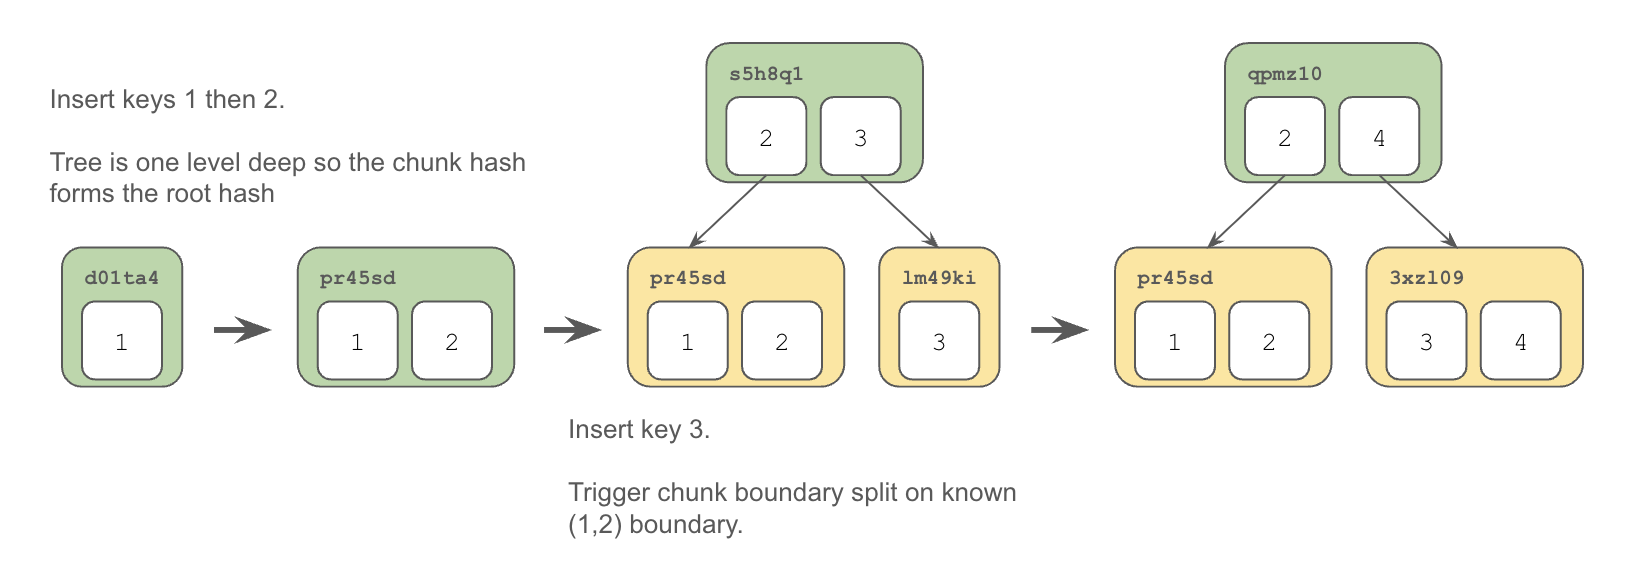 Insert keys 1 then 2.
Tree is one level deep so the chunk hash
forms the root hash
d01ta4
1
pr45sd
1 2
s5h8q1
2 3
pr45sd
1 2
lm49ki
3
Insert key 3.
Trigger chunk boundary split on known
(1,2) boundary.
qpmz10
2 4
pr45sd
1 2
3xzl09
3 4